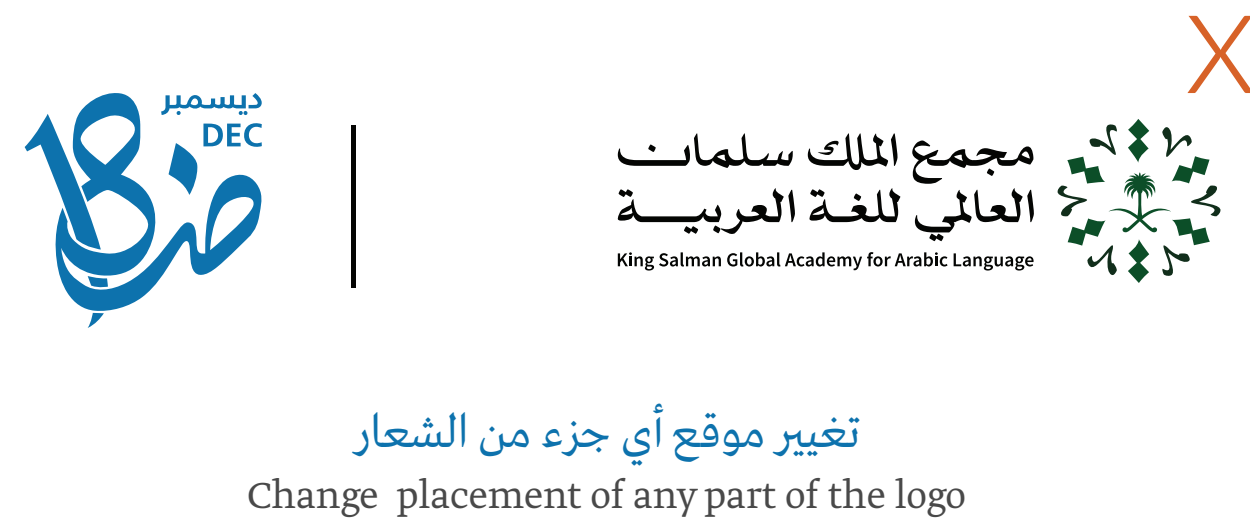 ديسمبر
DEC
18
ض
مجمع الملك سلمان
العالمي للغة العربية
King Salman Global Academy for Arabic Language
X
تغيير موقع أي جزء من الشعار
Change placement of any part of the logo